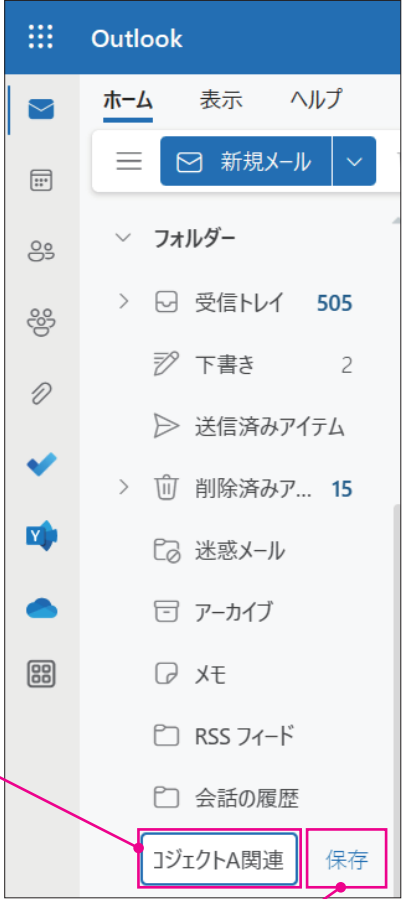 Outlook
ホーム 表示 ヘルプ
新規メール
フォルダー
受信トレイ 505
下書き 2
送信済みアイテム
削除済みア... 15
迷惑メール
アーカイブ
メモ
RSS フィード
会話の履歴
コジェクトA関連 保存